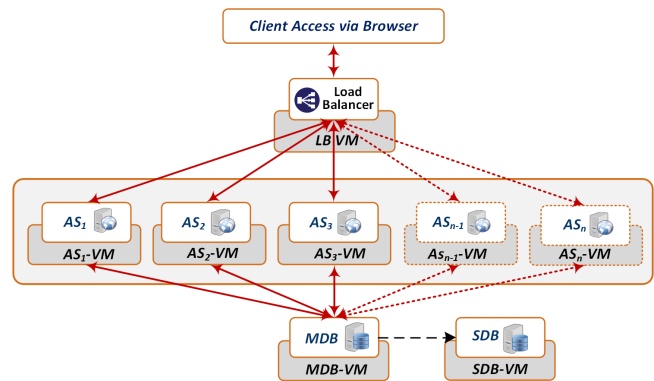 Client Access via Browser
Load
Balancer
LB VM
AS1
AS2
AS3
ASn-1
ASn
AS1-VM
AS2-VM
AS3-VM
Asn-1-VM
ASn-VM
MDB
SDB
MDB-VM
SDB-VM